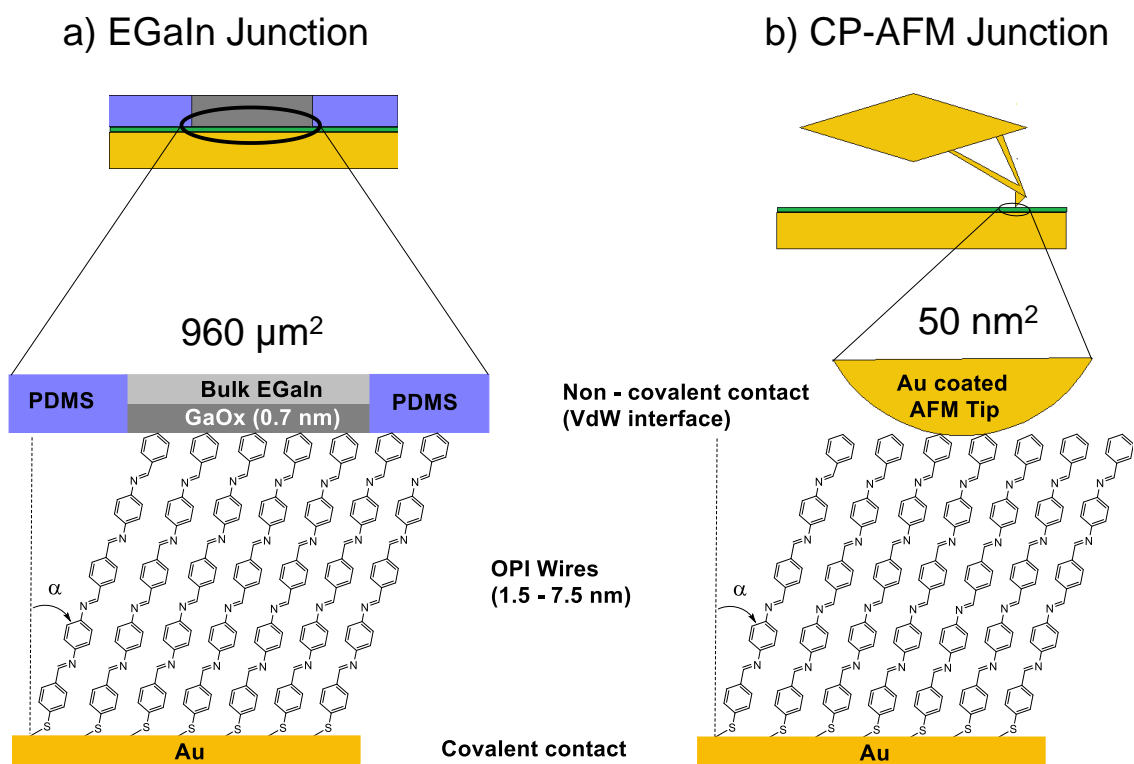 a) EGaIn Junction
b) CP-AFM Junction
960 µm²
50 nm²
PDMS
Bulk EGaIn
GaOx (0.7 nm)
PDMS
Non - covalent contact
(VdW interface)
Au coated
AFM Tip
N N N N N N
N N N N N N
N N N N N N
N N N N N N
α
OPI Wires
(1.5 - 7.5 nm)
S S S S S S
Au
Covalent contact
N N N N N N
N N N N N N
N N N N N N
N N N N N N
α
S S S S S S
Au